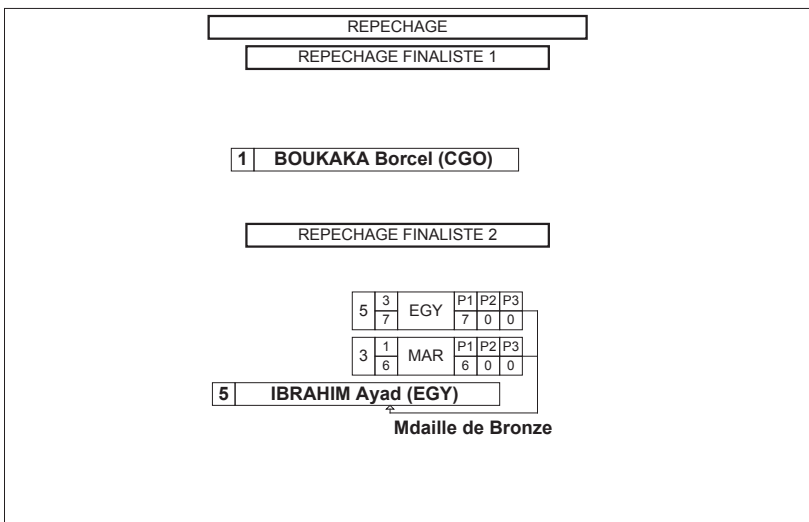 REPECHAGE
REPECHAGE FINALISTE 1
1 BOUKAKA Borcel (CGO)
REPECHAGE FINALISTE 2
5 3 7 EGY P1 P2 P3 7 0 0
3 1 6 MAR P1 P2 P3 6 0 0
5 IBRAHIM Ayad (EGY)
Mdaille de Bronze